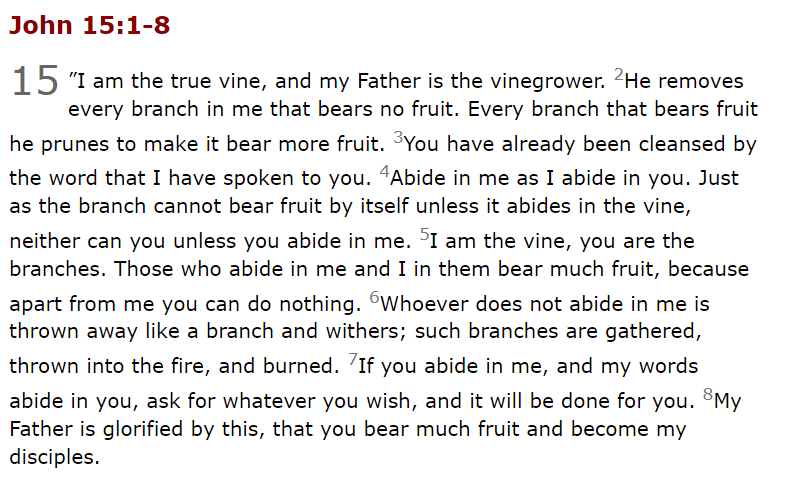 John 15:1-8
15 "I am the true vine, and my Father is the vinegrower. 2He removes
every branch in me that bears no fruit. Every branch that bears fruit
he prunes to make it bear more fruit. 3You have already been cleansed by
the word that I have spoken to you. 4Abide in me as I abide in you. Just
as the branch cannot bear fruit by itself unless it abides in the vine,
neither can you unless you abide in me. 5I am the vine, you are the
branches. Those who abide in me and I in them bear much fruit, because
apart from me you can do nothing. 6Whoever does not abide in me is
thrown away like a branch and withers; such branches are gathered,
thrown into the fire, and burned. 7If you abide in me, and my words
abide in you, ask for whatever you wish, and it will be done for you. 8My
Father is glorified by this, that you bear much fruit and become my
disciples.